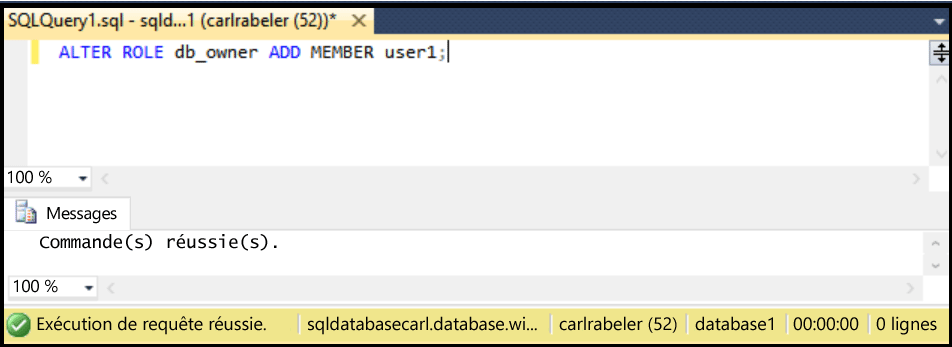 SQLQuery1.sql - sqld...1 (carlrabeler (52))*
ALTER ROLE db_owner ADD MEMBER user1;
100 %
Messages
Commande(s) réussie(s).
100 %
Exécution de requête réussie. sqldatabasecarl.database.wi... carlrabeler (52) database1 00:00:00 0 lignes